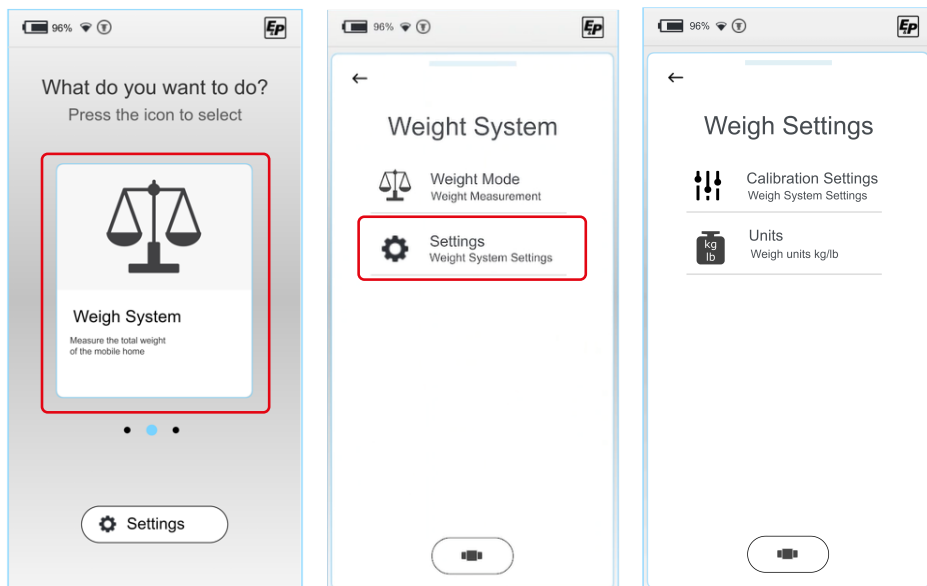 96%
E|P
What do you want to do?
Press the icon to select
Weigh System
Measure the total weight
of the mobile home
Settings
96%
E|P
Weight System
Weight Mode
Weight Measurement
Settings
Weight System Settings
96%
E|P
Weigh Settings
Calibration Settings
Weigh System Settings
kg
lb
Units
Weigh units kg/lb